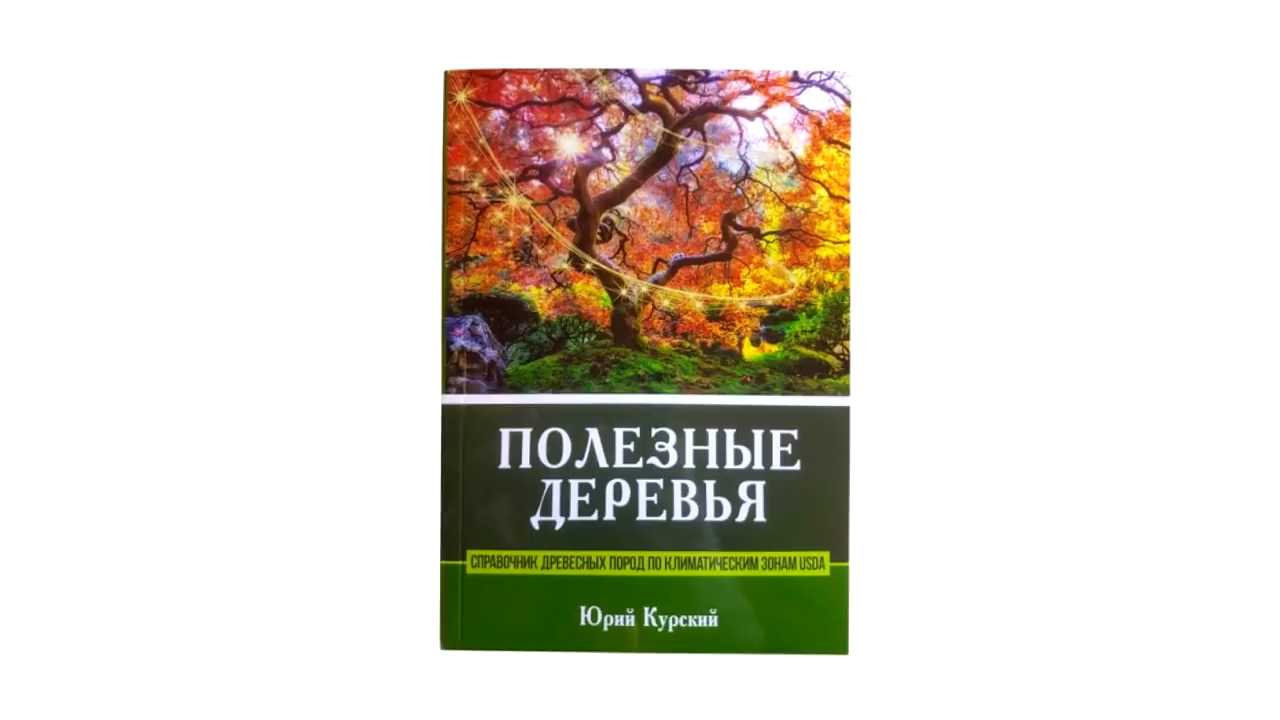 ПОЛЕЗНЫЕ
ДЕРЕВЬЯ
СПРАВОЧНИК ДРЕВЕСНЫХ ПОРОД ПО КЛИМАТИЧЕСКИМ ЗОНАМ USDA
Юрий Курский